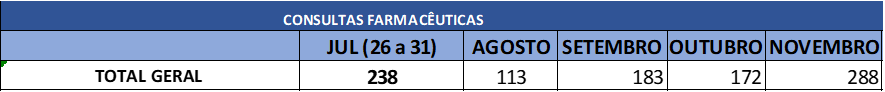 CONSULTAS FARMACÊUTICAS
JUL (26 a 31) AGOSTO SETEMBRO OUTUBRO NOVEMBRO
TOTAL GERAL 238 113 183 172 288